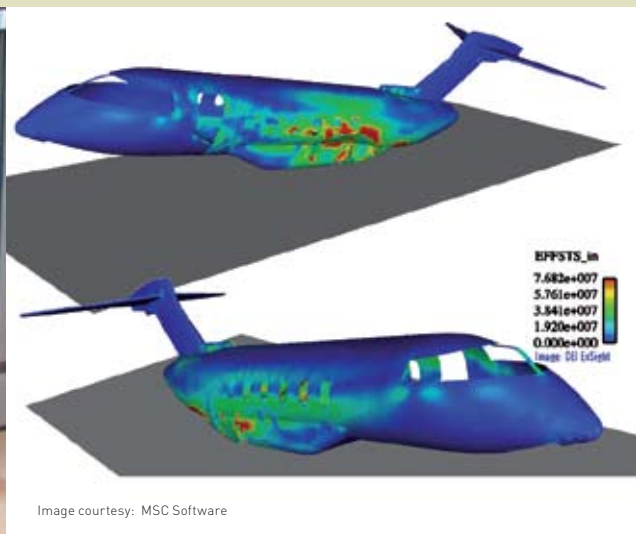 EFFSTS_in
7.682e+007
5.761e+007
3.841e+007
1.920e+007
0.000e+000
Image: DEI EnSight
Image courtesy: MSC Software